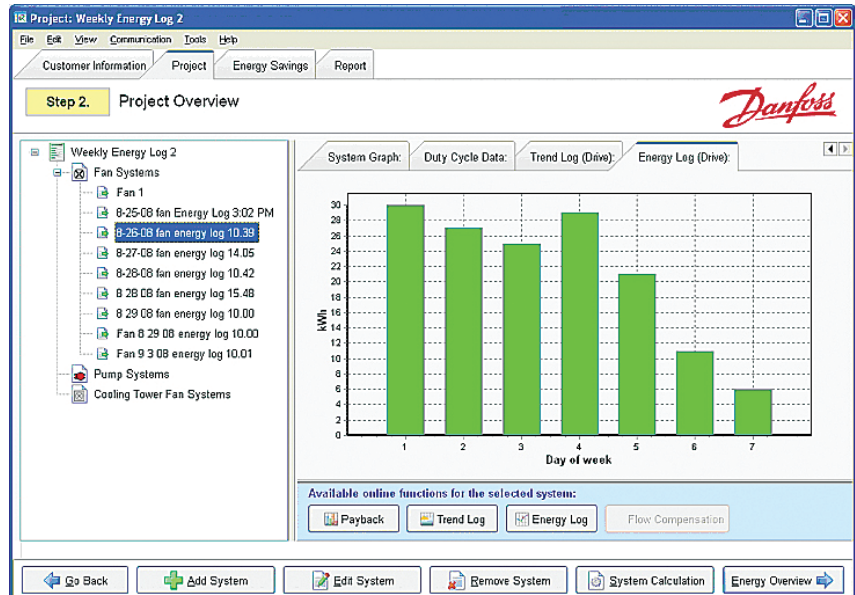 Project: Weekly Energy Log 2
File Edit View Communication Tools Help
Customer Information Project Energy Savings Report
Step 2. Project Overview
Danfoss
Weekly Energy Log 2
Fan Systems
Fan 1
8-25-08 fan Energy Log 3:02 PM
8-26-08 fan energy log 10.39
8-27-08 fan energy log 14.05
8-28-08 fan energy log 10.42
8 28 08 fan energy log 15.48
8 29 08 fan energy log 10.00
Fan 8 29 08 energy log 10.00
Fan 9 3 08 energy log 10.01
Pump Systems
Cooling Tower Fan Systems
System Graph: Duty Cycle Data: Trend Log (Drive): Energy Log (Drive):
30
28
26
24
22
20
18
16
14
12
10
8
6
4
2
0
kWh
1 2 3 4 5 6 7
Day of week
Available online functions for the selected system:
Payback Trend Log Energy Log Flow Compensation
Go Back Add System Edit System Remove System System Calculation Energy Overview